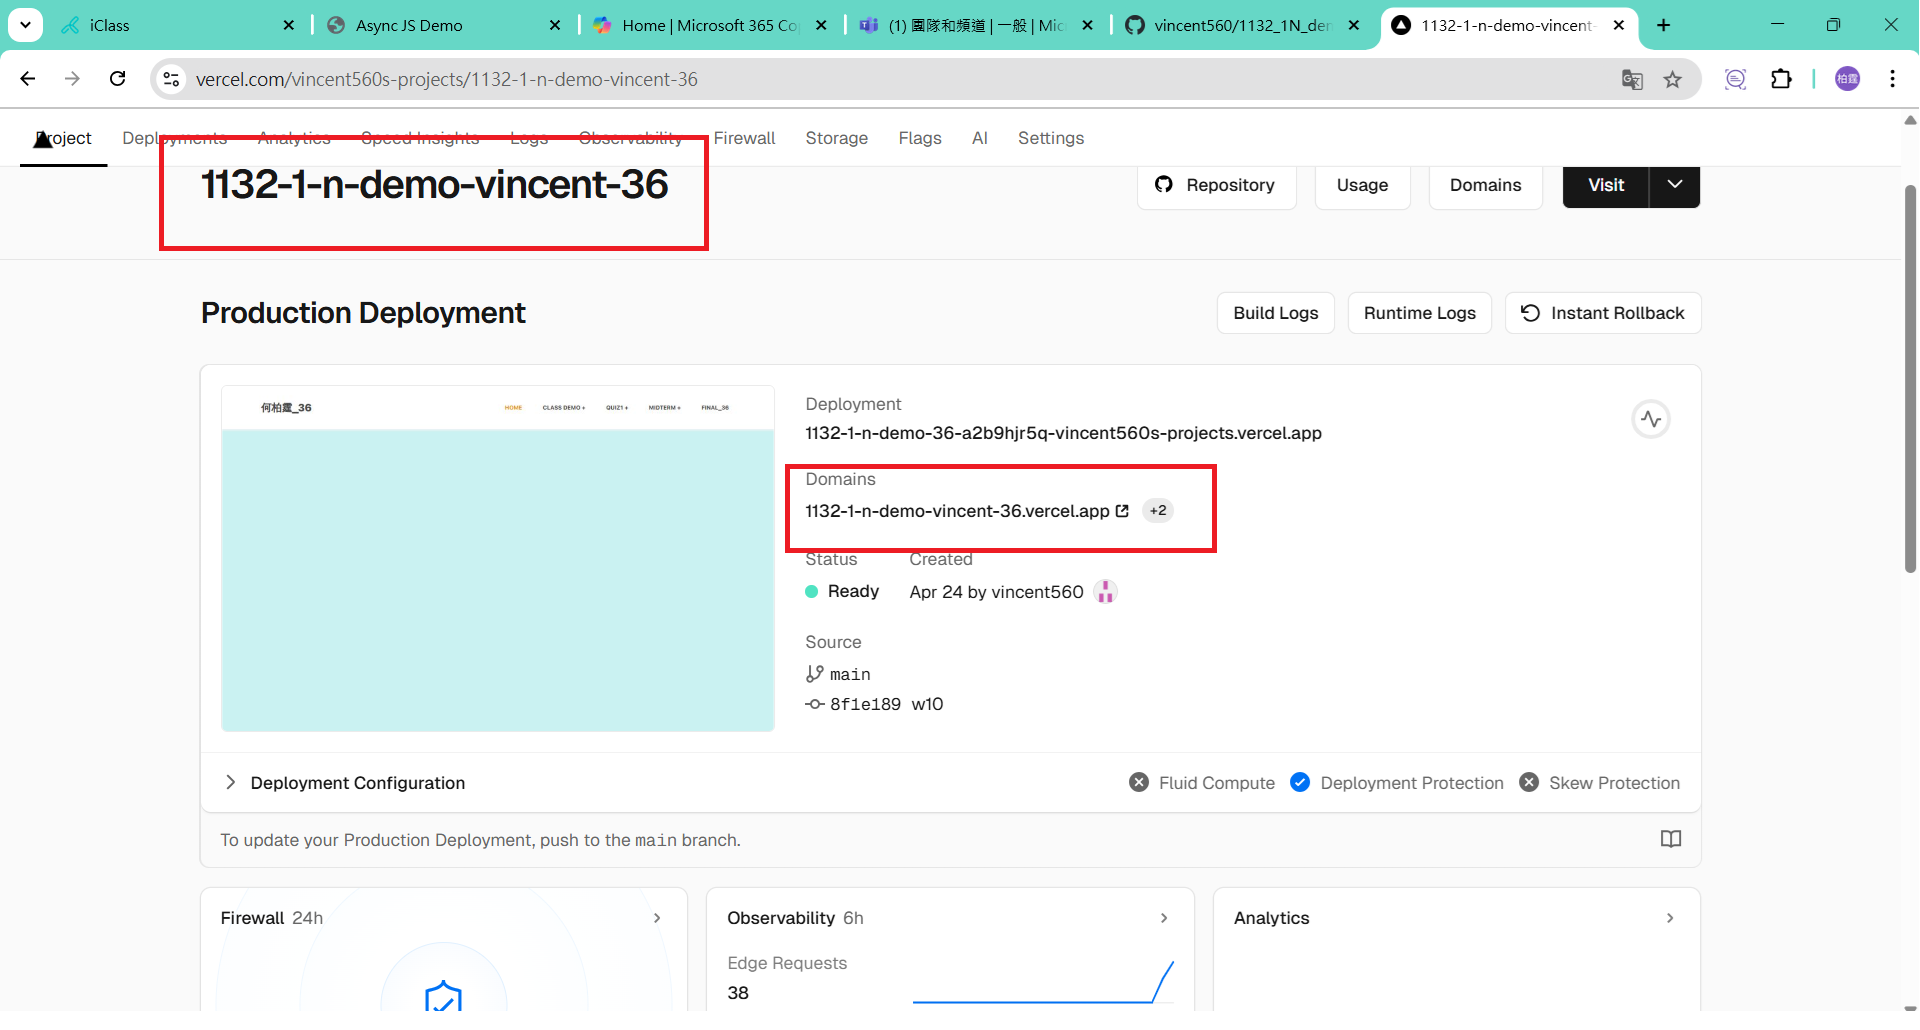 iClass
Async JS Demo
Home | Microsoft 365 Co
(1) 團隊和頻道 | 一般 | Mic
vincent560/1132_1N_der
1132-1-n-demo-vincent-
vercel.com/vincent560s-projects/1132-1-n-demo-vincent-36
柏霆
Project Deployments Analytics Speed Insights Logs Observability Firewall Storage Flags AI Settings
1132-1-n-demo-vincent-36
Repository Usage Domains Visit
Production Deployment
Build Logs Runtime Logs Instant Rollback
何柏霆_36 HOME CLASS DEMO + QUIZ1 + MIDTERM + FINAL_36
Deployment
1132-1-n-demo-36-a2b9hjr5q-vincent560s-projects.vercel.app
Domains
1132-1-n-demo-vincent-36.vercel.app +2
Status Created
Ready Apr 24 by vincent560
Source
main
8f1e189 w10
Deployment Configuration
Fluid Compute Deployment Protection Skew Protection
To update your Production Deployment, push to the main branch.
Firewall 24h
Observability 6h
Analytics
Edge Requests
38